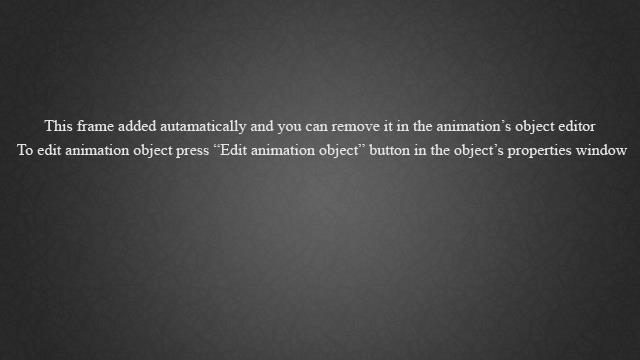 This frame added autamatically and you can remove it in the animation’s object editor
To edit animation object press “Edit animation object” button in the object’s properties window